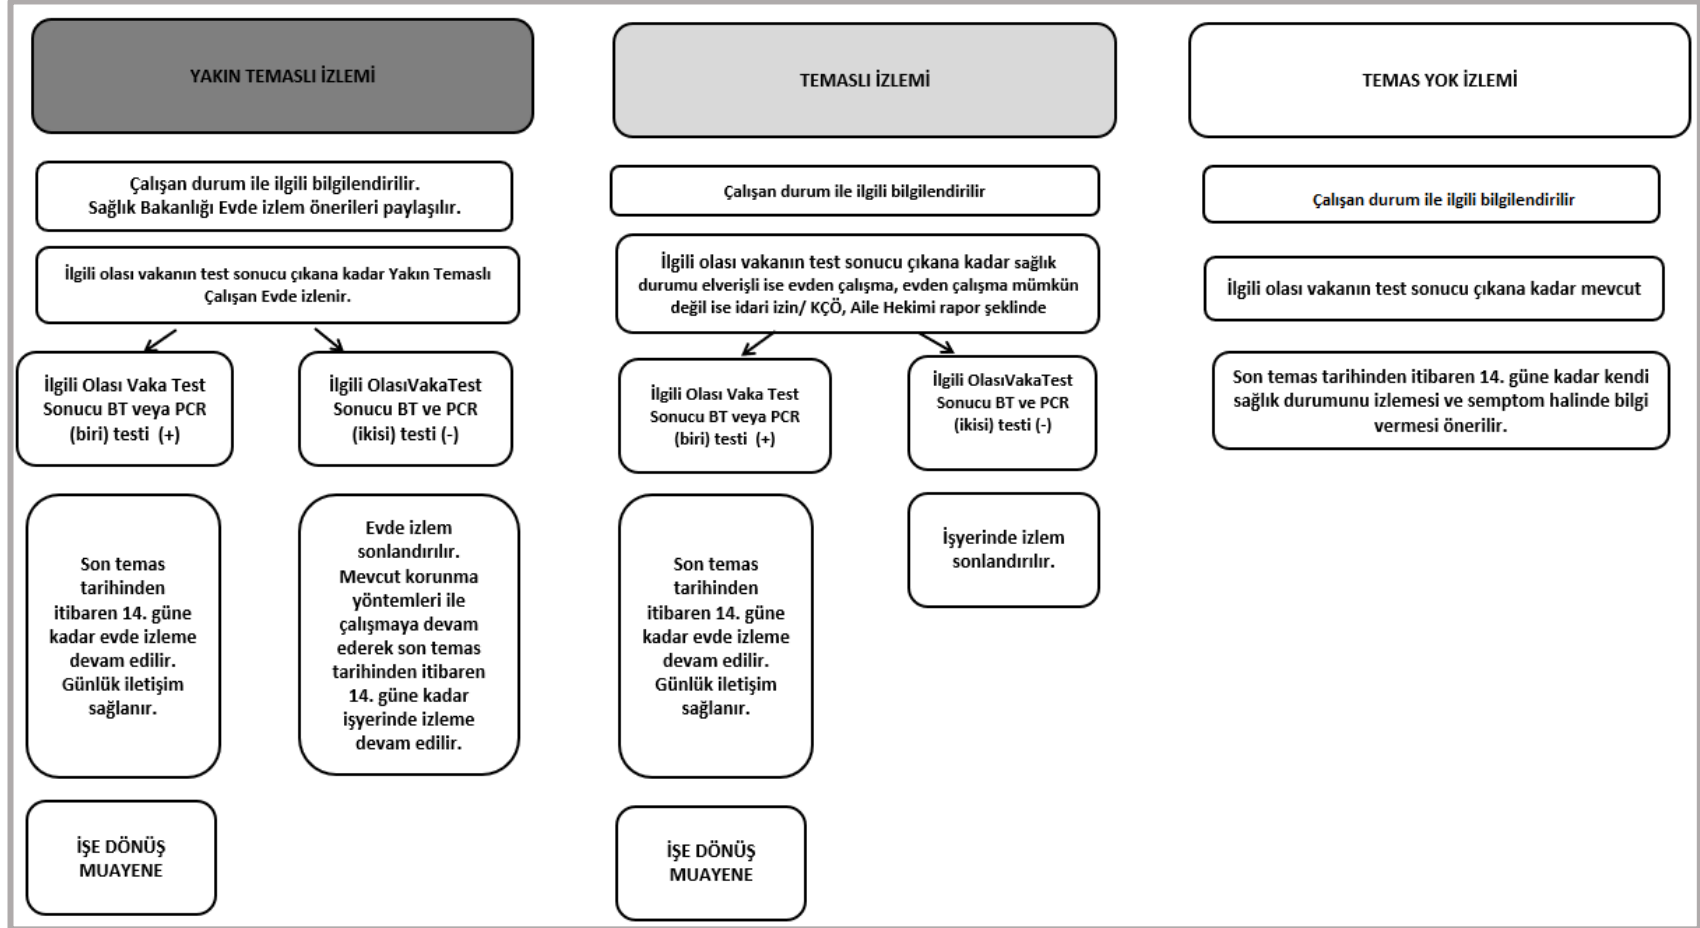 YAKIN TEMASLI İZLEMİ
Çalışan durum ile ilgili bilgilendirilir.
Sağlık Bakanlığı Evde izlem önerileri paylaşılır.
İlgili olası vakanın test sonucu çıkana kadar Yakın Temaslı
Çalışan Evde izlenir.
İlgili Olası Vaka Test
Sonucu BT veya PCR
(biri) testi (+)
Son temas
tarihinden
itibaren 14. güne
kadar evde izleme
devam edilir.
Günlük iletişim
sağlanır.
İŞE DÖNÜŞ
MUAYENE
İlgili OlasıVakaTest
Sonucu BT ve PCR
(ikisi) testi (-)
Evde izlem
sonlandırılır.
Mevcut korunma
yöntemleri ile
çalışmaya devam
ederek son temas
tarihinden itibaren
14. güne kadar
işyerinde izleme
devam edilir.
TEMASLI İZLEMİ
Çalışan durum ile ilgili bilgilendirilir
İlgili olası vakanın test sonucu çıkana kadar sağlık
durumu elverişli ise evden çalışma, evden çalışma mümkün
değil ise idari izin/ KÇÖ, Aile Hekimi rapor şeklinde
İlgili Olası Vaka Test
Sonucu BT veya PCR
(biri) testi (+)
Son temas
tarihinden
itibaren 14. güne
kadar evde izleme
devam edilir.
Günlük iletişim
sağlanır.
İŞE DÖNÜŞ
MUAYENE
İlgili OlasıVakaTest
Sonucu BT ve PCR
(ikisi) testi (-)
İşyerinde izlem
sonlandırılır.
TEMAS YOK İZLEMİ
Çalışan durum ile ilgili bilgilendirilir
İlgili olası vakanın test sonucu çıkana kadar mevcut
Son temas tarihinden itibaren 14. güne kadar kendi
sağlık durumunu izlemesi ve semptom halinde bilgi
vermesi önerilir.